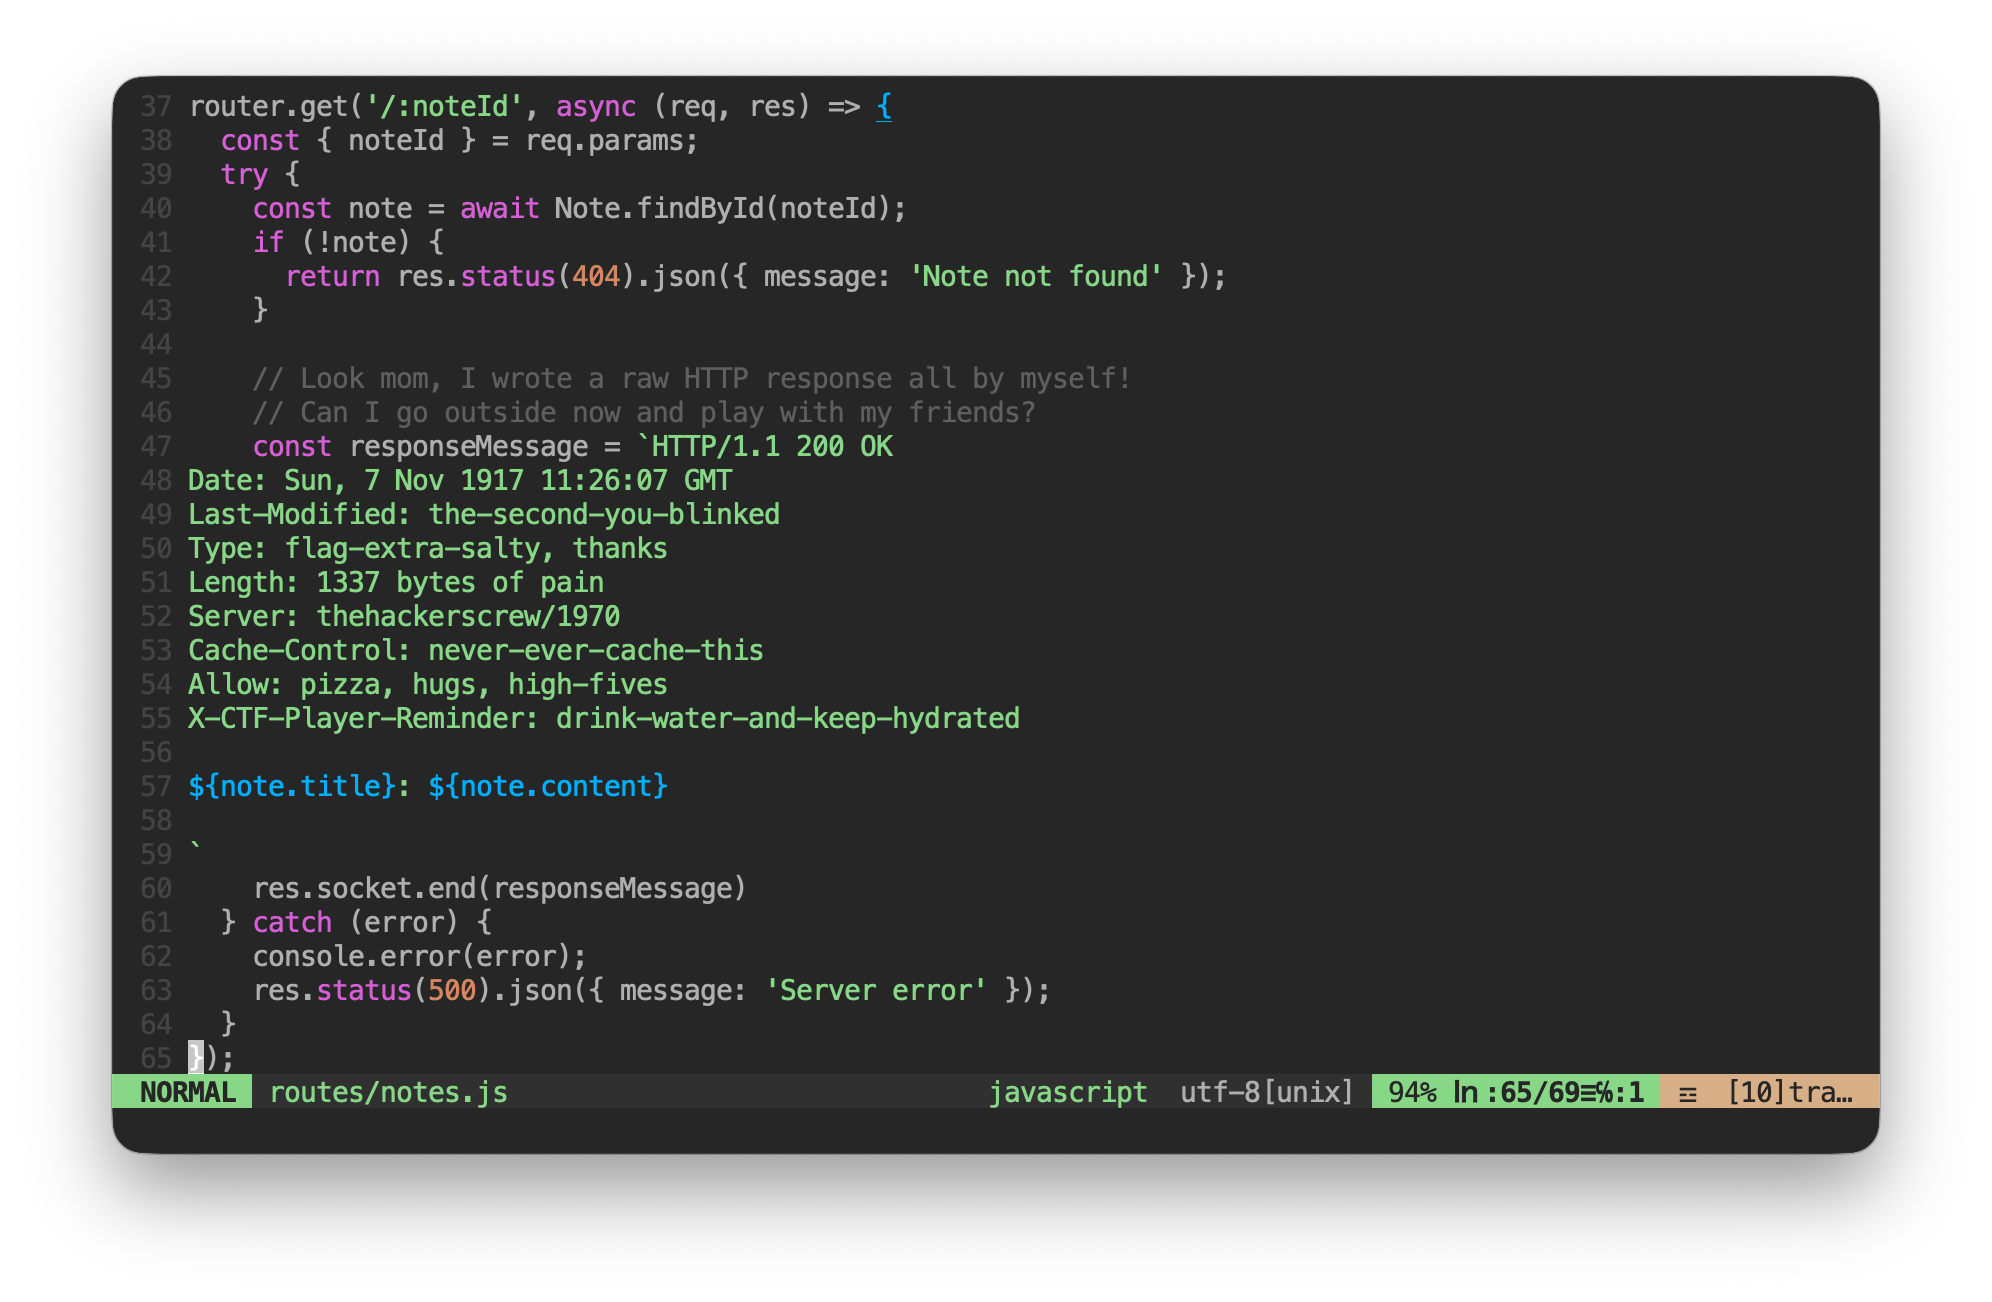 37 router.get('/:noteId', async (req, res) => {
38   const { noteId } = req.params;
39   try {
40     const note = await Note.findById(noteId);
41     if (!note) {
42       return res.status(404).json({ message: 'Note not found' });
43     }
44
45     // Look mom, I wrote a raw HTTP response all by myself!
46     // Can I go outside now and play with my friends?
47     const responseMessage = `HTTP/1.1 200 OK
48 Date: Sun, 7 Nov 1917 11:26:07 GMT
49 Last-Modified: the-second-you-blinked
50 Type: flag-extra-salty, thanks
51 Length: 1337 bytes of pain
52 Server: thehackerscrew/1970
53 Cache-Control: never-ever-cache-this
54 Allow: pizza, hugs, high-fives
55 X-CTF-Player-Reminder: drink-water-and-keep-hydrated
56
57 ${note.title}: ${note.content}
58
59 `
60     res.socket.end(responseMessage)
61   } catch (error) {
62     console.error(error);
63     res.status(500).json({ message: 'Server error' });
64   }
65 });
NORMAL routes/notes.js javascript utf-8[unix] 94% ln :65/69≡℅:1 ☲ [10]tra…